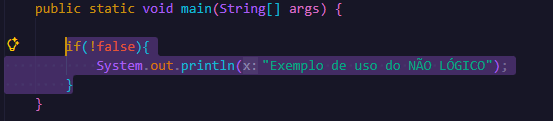 public static void main(String[] args) {
if(!false){
System.out.println(x: "Exemplo de uso do NÃO LÓGICO");
}
}